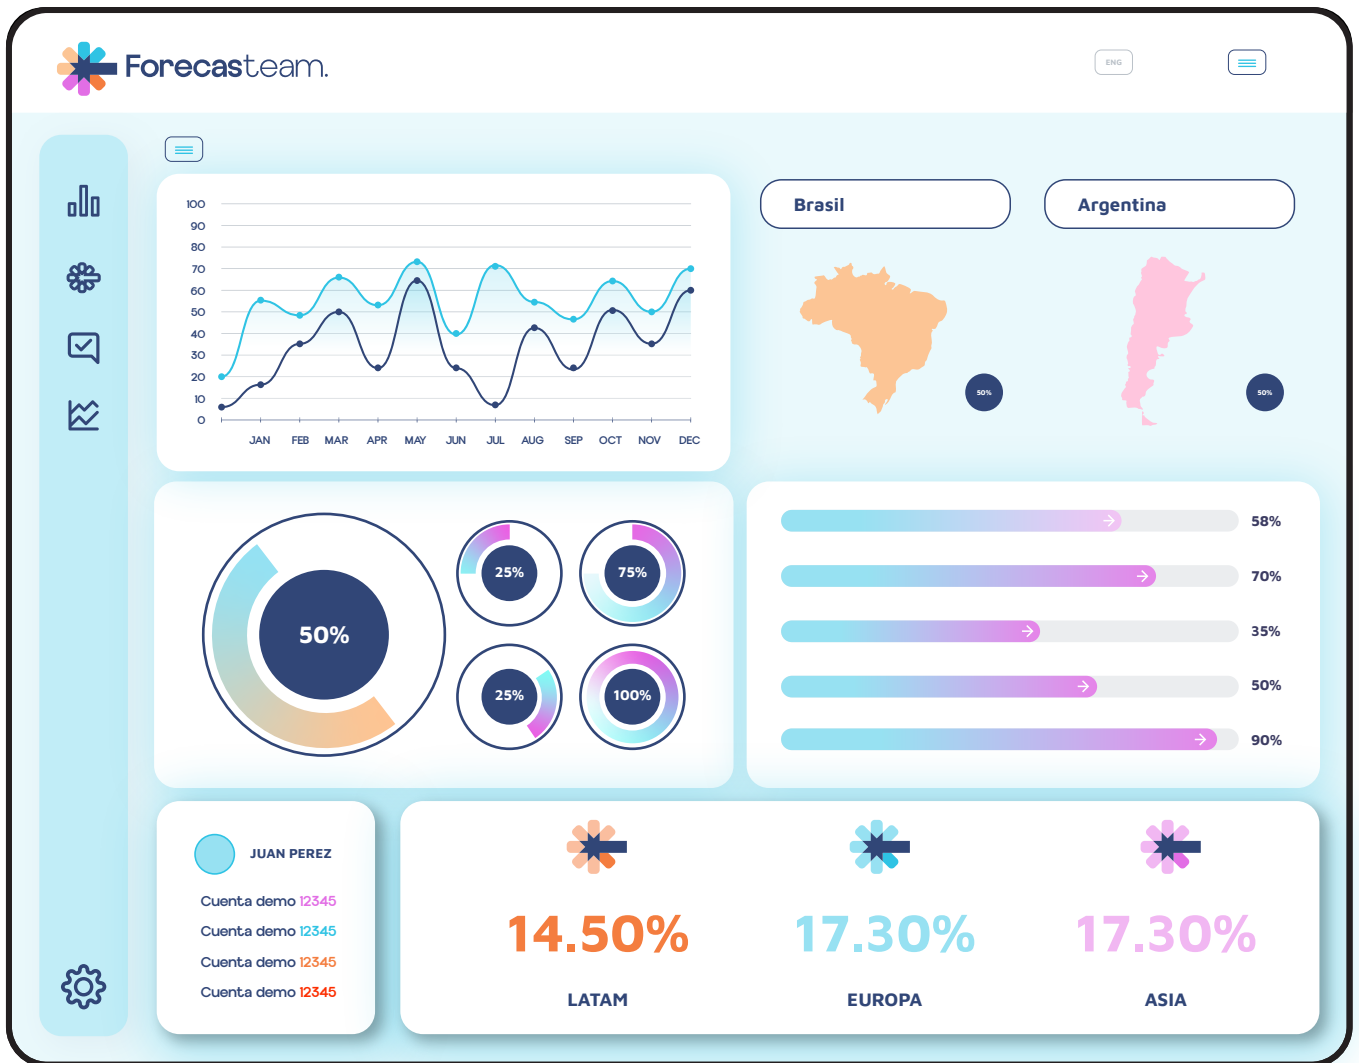 Forecasteam.
ENG
100
90
80
70
60
50
40
30
20
10
0
JAN FEB MAR APR MAY JUN JUL AUG SEP OCT NOV DEC
Brasil
Argentina
50%
50%
50%
25%
75%
25%
100%
58%
70%
35%
50%
90%
JUAN PEREZ
Cuenta demo 12345
Cuenta demo 12345
Cuenta demo 12345
Cuenta demo 12345
14.50%
17.30%
17.30%
LATAM
EUROPA
ASIA